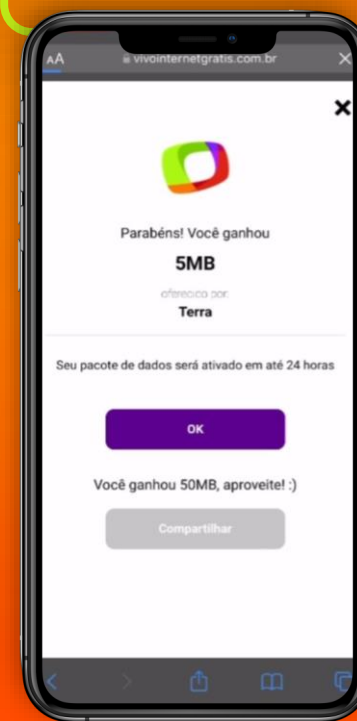 AA vivointernetgratis.com.br
Parabéns! Você ganhou
5MB
oferecido por:
Terra
Seu pacote de dados será ativado em até 24 horas
OK
Você ganhou 50MB, aproveite! :)
Compartilhar